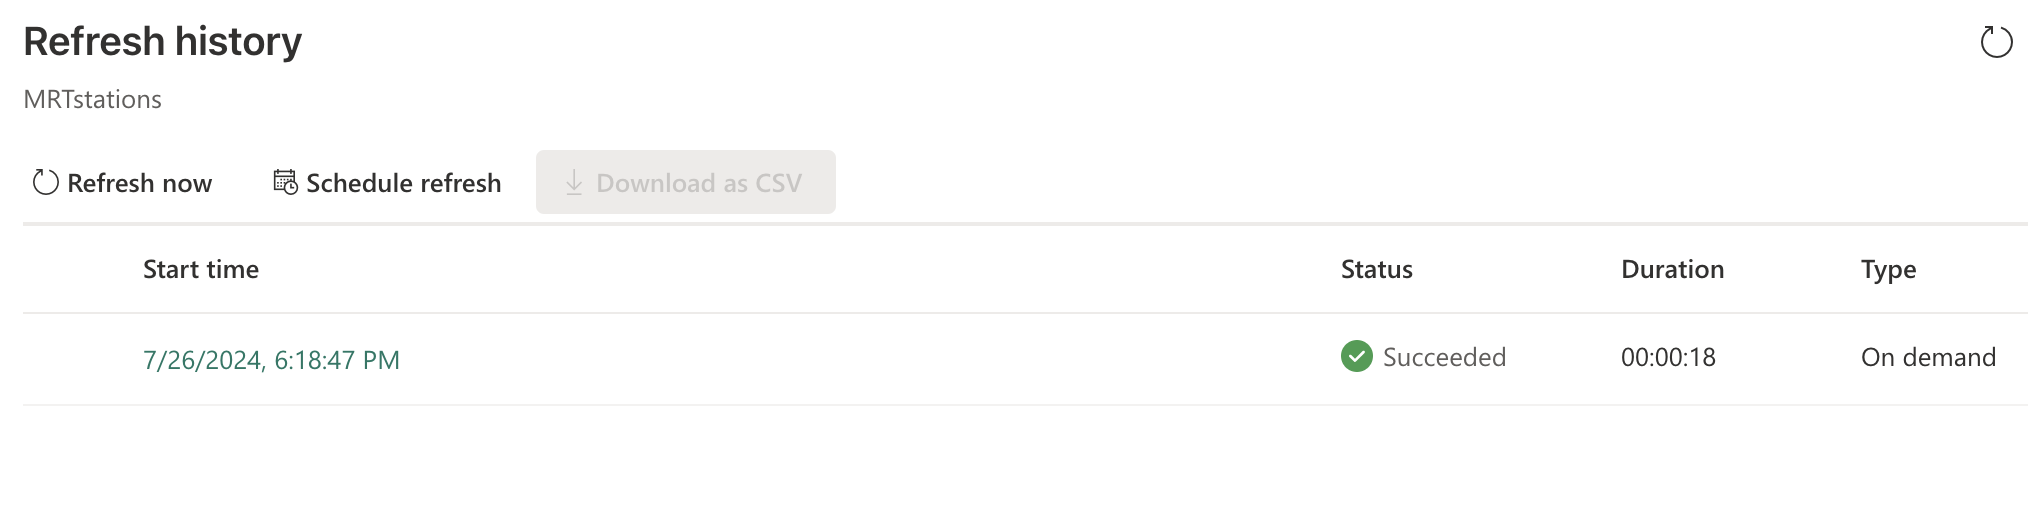 Refresh history
MRTstations
Refresh now Schedule refresh Download as CSV
Start time Status Duration Type
7/26/2024, 6:18:47 PM Succeeded 00:00:18 On demand